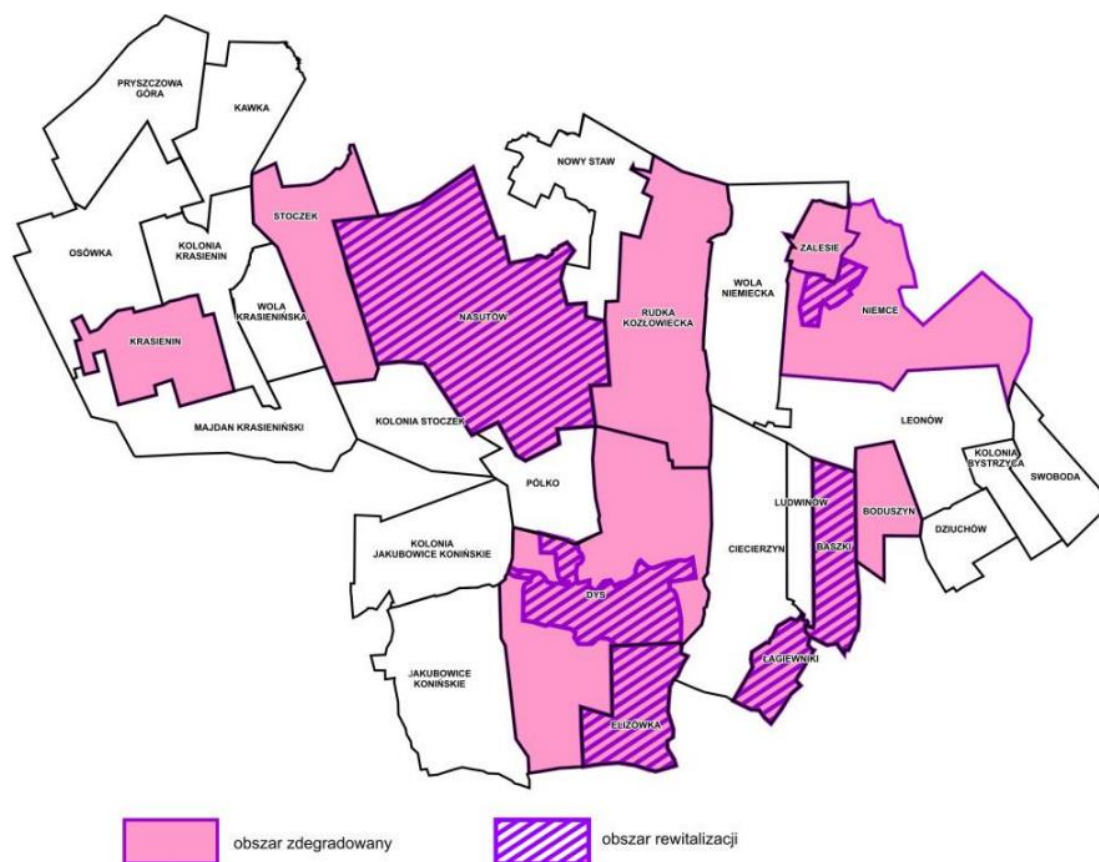 PRYSZCZOWA
GÓRA
KAWKA
NOWY STAW
STOCZEK
OSÓWKA
KOLONIA
KRASIENIN
ZALESIE
WOLA
NIEMIECKA
WOLA
KRASIENIŃSKA
NASUTÓW
RUDKA
KOZŁOWIECKA
NIEMCE
KRASIENIN
MAJDAN KRASIENIŃSKI
KOLONIA STOCZEK
LEONÓW
KOLONIA
BYSTRZYCA
SWOBODA
PÓLKO
LUDWINÓW
BODUSZYN
DZIUCHÓW
KOLONIA
JAKUBOWICE KONIŃSKIE
CIECIERZYN
BASZKI
DYS
ŁAGIEWNIKI
JAKUBOWICE
KONIŃSKIE
ELIZÓWKA
obszar zdegradowany
obszar rewitalizacji